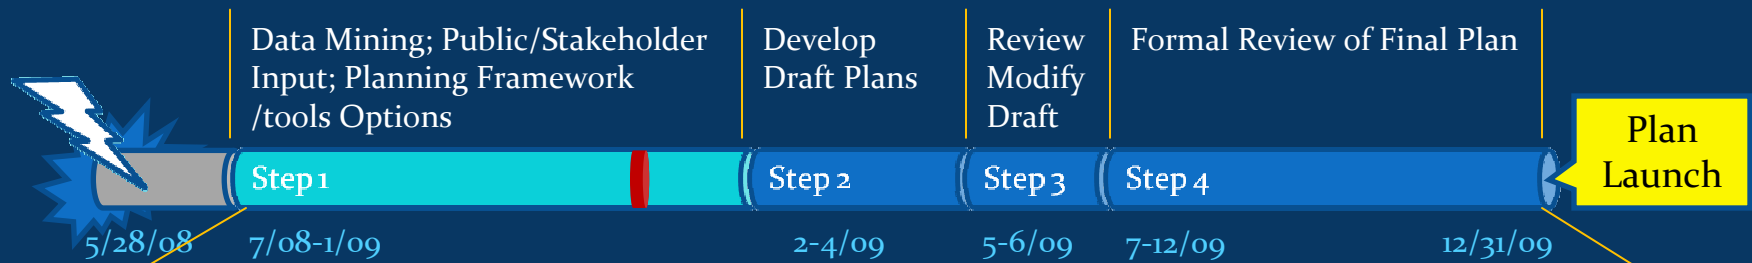 Data Mining; Public/Stakeholder
Input; Planning Framework
/tools Options
Develop
Draft Plans
Review
Modify
Draft
Formal Review of Final Plan
Plan
Launch
Step 1
Step 2
Step 3
Step 4
5/28/08
7/08-1/09
2-4/09
5-6/09
7-12/09
12/31/09